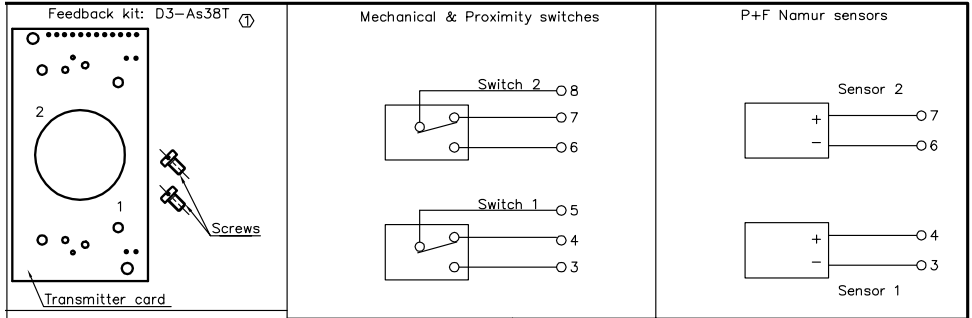 Feedback kit: D3-As38T 1
2
1
Screws
Transmitter card
Mechanical & Proximity switches
Switch 2 8
7
6
Switch 1 5
4
3
P+F Namur sensors
Sensor 2
+ 7
− 6
+ 4
− 3
Sensor 1